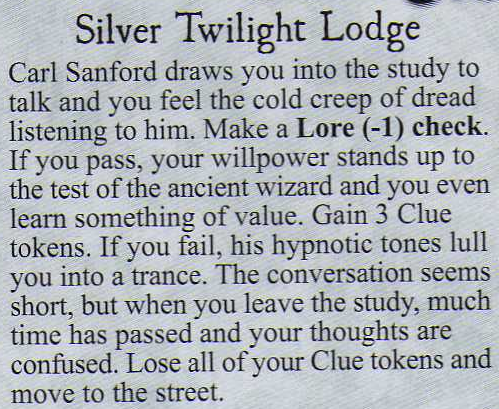 Silver Twilight Lodge
Carl Sanford draws you into the study to
talk and you feel the cold creep of dread
listening to him. Make a Lore (-1) check.
If you pass, your willpower stands up to
the test of the ancient wizard and you even
learn something of value. Gain 3 Clue
tokens. If you fail, his hypnotic tones lull
you into a trance. The conversation seems
short, but when you leave the study, much
time has passed and your thoughts are
confused. Lose all of your Clue tokens and
move to the street.